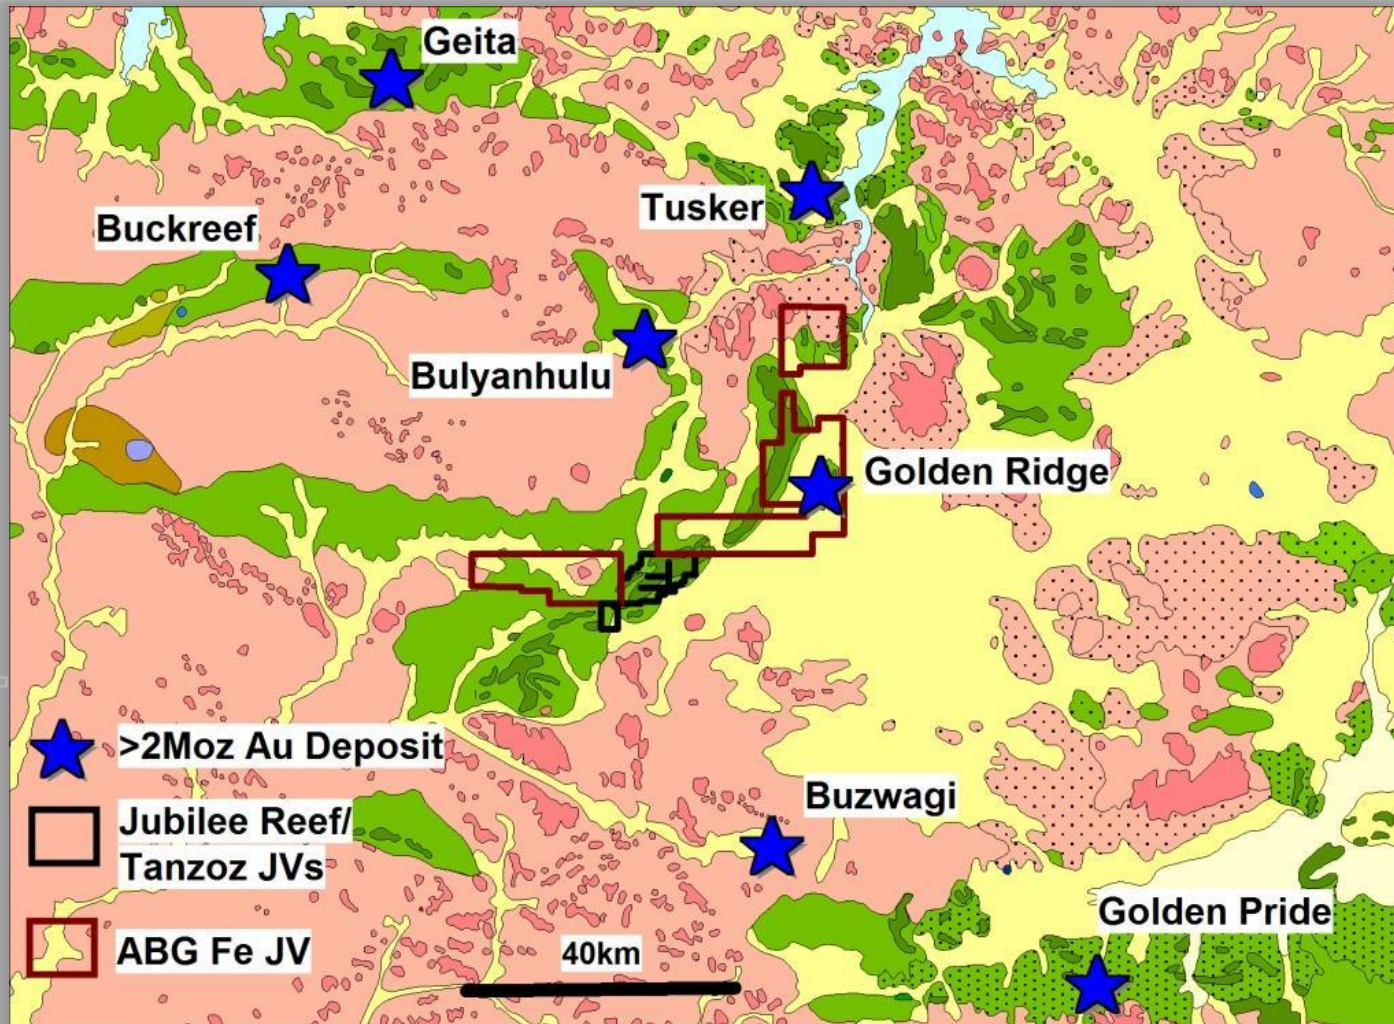 Geita
Tusker
Buckreef
Bulyanhulu
Golden Ridge
>2Moz Au Deposit
Buzwagi
Jubilee Reef/
Tanzoz JVs
Golden Pride
ABG Fe JV
40km